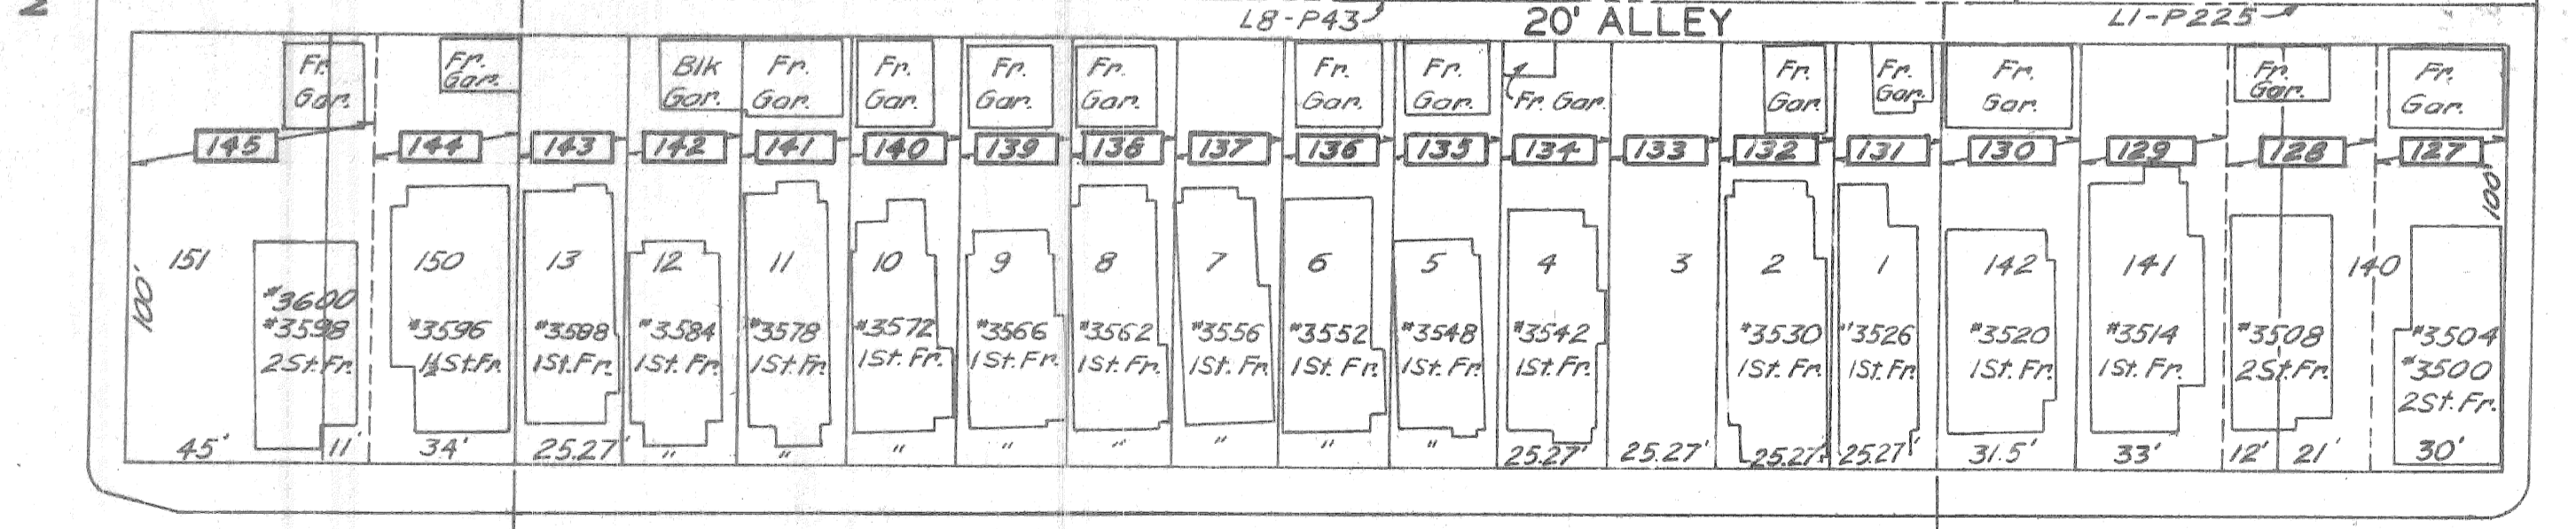 2
L8-P43
20' ALLEY
L1-P225
Fr. Gar.
Fr. Gar.
Blk Gar.
Fr. Gar.
Fr. Gar.
Fr. Gar.
Fr. Gar.
Fr. Gar.
Fr. Gar.
Fr. Gar.
Fr. Gar.
Fr. Gar.
Fr. Gar.
Fr. Gar.
Fr. Gar.
145 144 143 142 141 140 139 138 137 136 135 134 133 132 131 130 129 128 127
100'
100'
151 150 13 12 11 10 9 8 7 6 5 4 3 2 1 142 141 140
#3600
#3598
2St.Fr.
#3596
1½St.Fr.
#3588
1St.Fr.
#3584
1St.Fr.
#3578
1St.Fr.
#3572
1St.Fr.
#3566
1St.Fr.
#3562
1St.Fr.
#3556
1St.Fr.
#3552
1St.Fr.
#3548
1St.Fr.
#3542
1St.Fr.
#3530
1St.Fr.
#3526
1St.Fr.
#3520
1St.Fr.
#3514
1St.Fr.
#3508
2St.Fr.
#3504
#3500
2St.Fr.
45' 11' 34' 25.27' " " " " " " " " 25.27' 25.27' 25.27' 25.27' 31.5' 33' 12' 21' 30'